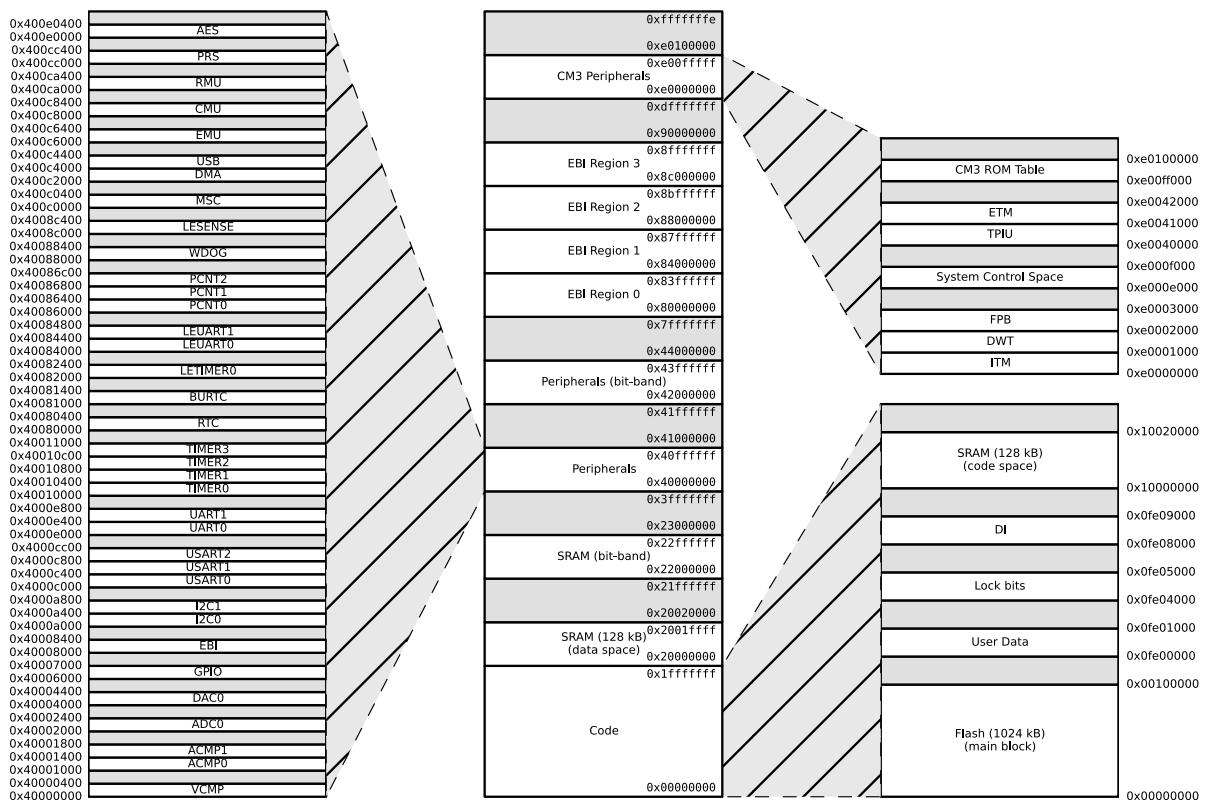 0x400e0400
AES
0x400e0000
0x400cc400
PRS
0x400cc000
0x400ca400
RMU
0x400ca000
0x400c8400
CMU
0x400c8000
0x400c6400
EMU
0x400c6000
0x400c4400
USB
0x400c4000
DMA
0x400c2000
0x400c0400
MSC
0x400c0000
0x4008c400
LESENSE
0x4008c000
0x40088400
WDOG
0x40088000
0x40086c00
PCNT2
0x40086800
PCNT1
0x40086400
PCNT0
0x40086000
0x40084800
LEUART1
0x40084400
LEUART0
0x40084000
0x40082400
LETIMER0
0x40082000
0x40081400
BURTC
0x40081000
0x40080400
RTC
0x40080000
0x40011000
TIMER3
0x40010c00
TIMER2
0x40010800
TIMER1
0x40010400
TIMER0
0x40010000
0x4000e800
UART1
0x4000e400
UART0
0x4000e000
0x4000cc00
USART2
0x4000c800
USART1
0x4000c400
USART0
0x4000c000
0x4000a800
I2C1
0x4000a400
I2C0
0x4000a000
0x40008400
EBI
0x40008000
0x40007000
GPIO
0x40006000
0x40004400
DAC0
0x40004000
0x40002400
ADC0
0x40002000
0x40001800
ACMP1
0x40001400
ACMP0
0x40001000
0x40000400
VCMP
0x40000000
0xfffffffe
0xe0100000
0xe00fffff
CM3 Peripherals
0xe0000000
0xdfffffff
0x90000000
0x8fffffff
EBI Region 3
0x8c000000
0x8bffffff
EBI Region 2
0x88000000
0x87ffffff
EBI Region 1
0x84000000
0x83ffffff
EBI Region 0
0x80000000
0x7fffffff
0x44000000
0x43ffffff
Peripherals (bit-band)
0x42000000
0x41ffffff
0x41000000
0x40ffffff
Peripherals
0x40000000
0x3fffffff
0x23000000
0x22ffffff
SRAM (bit-band)
0x22000000
0x21ffffff
0x20020000
0x2001ffff
SRAM (128 kB)
(data space)
0x20000000
0x1fffffff
Code
0x00000000
0xe0100000
CM3 ROM Table
0xe00ff000
0xe0042000
ETM
0xe0041000
TPIU
0xe0040000
0xe000f000
System Control Space
0xe000e000
0xe0003000
FPB
0xe0002000
DWT
0xe0001000
ITM
0xe0000000
0x10020000
SRAM (128 kB)
(code space)
0x10000000
0x0fe09000
DI
0x0fe08000
0x0fe05000
Lock bits
0x0fe04000
0x0fe01000
User Data
0x0fe00000
0x00100000
Flash (1024 kB)
(main block)
0x00000000